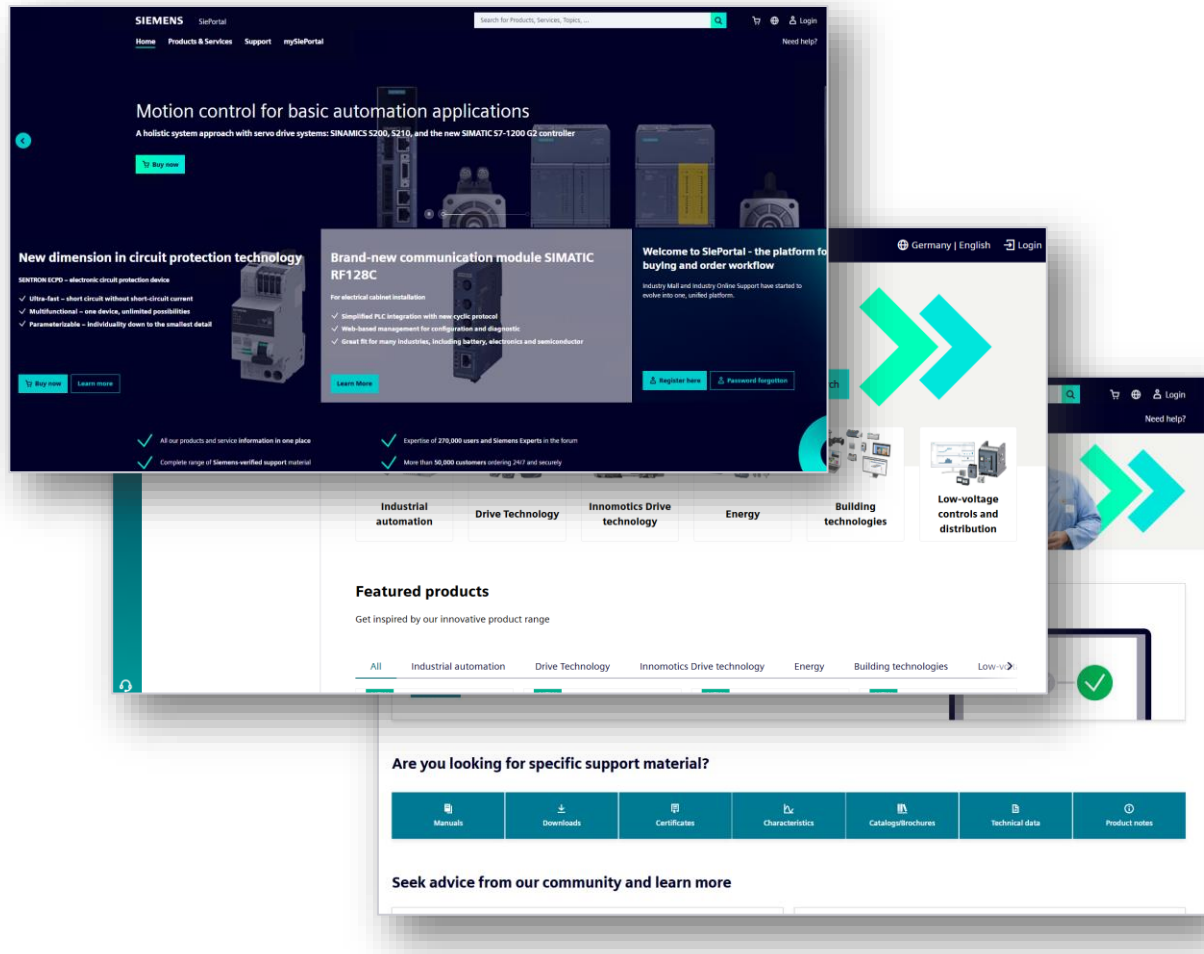 SIEMENS SiePortal
Search for Products, Services, Topics, ...
Login
Home Products & Services Support mySiePortal
Need help?
Motion control for basic automation applications
A holistic system approach with servo drive systems: SINAMICS S200, S210, and the new SIMATIC S7-1200 G2 controller
Buy now
New dimension in circuit protection technology
SENTRON ECPD – electronic circuit protection device
Ultra-fast – short circuit without short-circuit current
Multifunctional – one device, unlimited possibilities
Parameterizable – individuality down to the smallest detail
Buy now Learn more
Brand-new communication module SIMATIC
RF128C
For electrical cabinet installation
Simplified PLC integration with new cyclic protocol
Web-based management for configuration and diagnostic
Great fit for many industries, including battery, electronics and semiconductor
Learn More
Welcome to SiePortal - the platform fo
buying and order workflow
Industry Mall and Industry Online Support have started to
evolve into one, unified platform.
Register here Password forgotten
All our products and service information in one place
Expertise of 270,000 users and Siemens Experts in the forum
Complete range of Siemens-verified support material
More than 50,000 customers ordering 24/7 and securely
Germany | English Login
ch
Industrial
automation
Drive Technology
Innomotics Drive
technology
Energy
Building
technologies
Low-voltage
controls and
distribution
Featured products
Get inspired by our innovative product range
All Industrial automation Drive Technology Innomotics Drive technology Energy Building technologies
Login
Need help?
Are you looking for specific support material?
Manuals Downloads Certificates Characteristics Catalogs/Brochures Technical data Product notes
Seek advice from our community and learn more